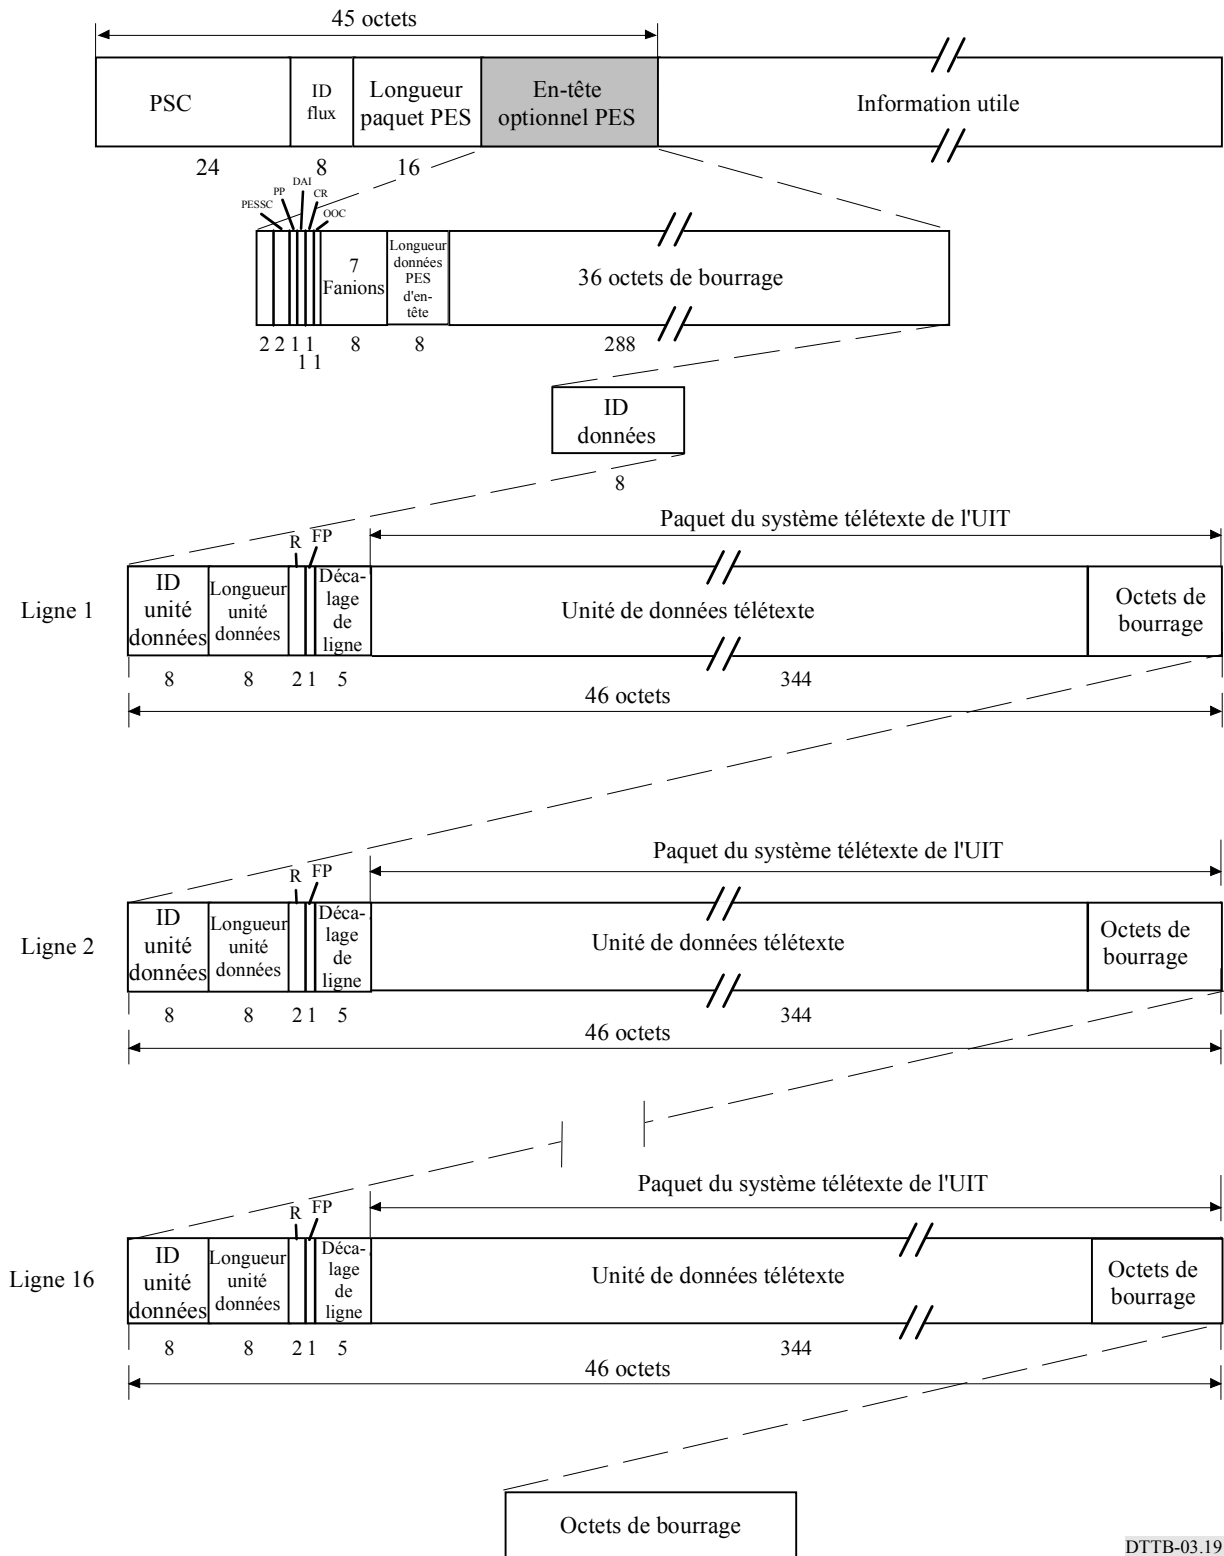 45 octets
PSC
ID
flux
Longueur
paquet PES
En-tête
optionnel PES
Information utile
24
8
16
PESSC
PP
DAI
CR
OOC
7
Fanions
Longueur
données
PES
d'en-
tête
36 octets de bourrage
2 2 1 1
1 1
8
8
288
ID
données
8
Paquet du système télétexte de l'UIT
R
FP
Ligne 1
ID
unité
données
Longueur
unité
données
Déca-
lage
de
ligne
Unité de données télétexte
Octets de
bourrage
8
8
2 1
5
344
46 octets
Paquet du système télétexte de l'UIT
R
FP
Ligne 2
ID
unité
données
Longueur
unité
données
Déca-
lage
de
ligne
Unité de données télétexte
Octets de
bourrage
8
8
2 1
5
344
46 octets
Paquet du système télétexte de l'UIT
R
FP
Ligne 16
ID
unité
données
Longueur
unité
données
Déca-
lage
de
ligne
Unité de données télétexte
Octets de
bourrage
8
8
2 1
5
344
46 octets
Octets de bourrage
DTTB-03.19